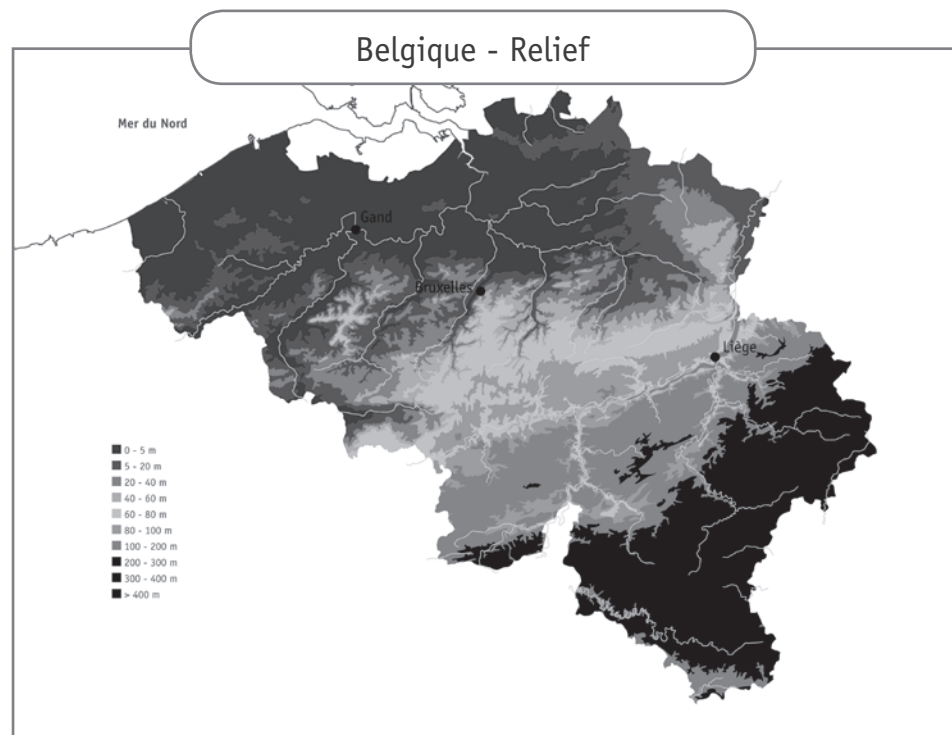 Belgique - Relief
Mer du Nord
Gand
Bruxelles
Liège
0 - 5 m
5 - 20 m
20 - 40 m
40 - 60 m
60 - 80 m
80 - 100 m
100 - 200 m
200 - 300 m
300 - 400 m
> 400 m